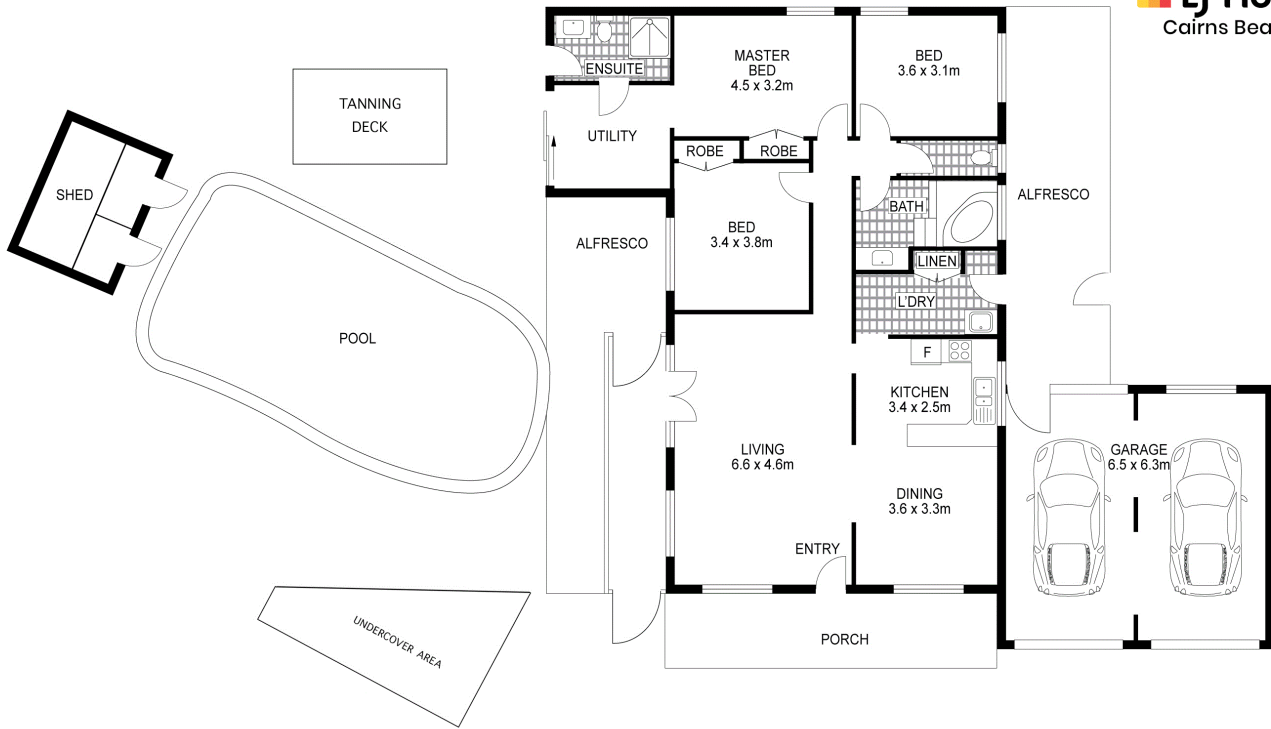 Cairns Bea
ENSUITE
MASTER
BED
4.5 x 3.2m
BED
3.6 x 3.1m
TANNING
DECK
UTILITY
ROBE
ROBE
SHED
BATH
ALFRESCO
ALFRESCO
BED
3.4 x 3.8m
LINEN
L'DRY
POOL
F
KITCHEN
3.4 x 2.5m
LIVING
6.6 x 4.6m
GARAGE
6.5 x 6.3m
DINING
3.6 x 3.3m
ENTRY
UNDERCOVER AREA
PORCH